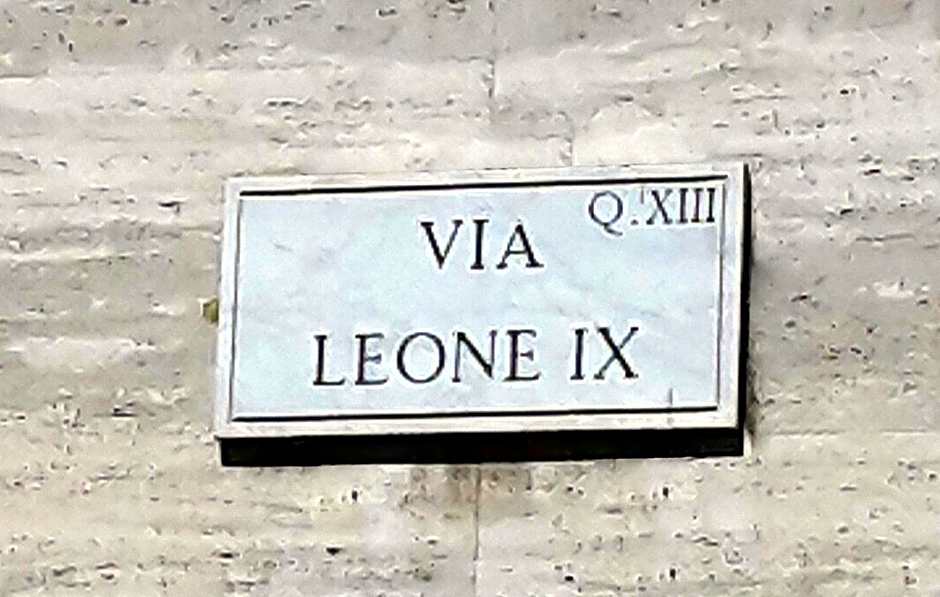 Q. XIII
VIA
LEONE IX